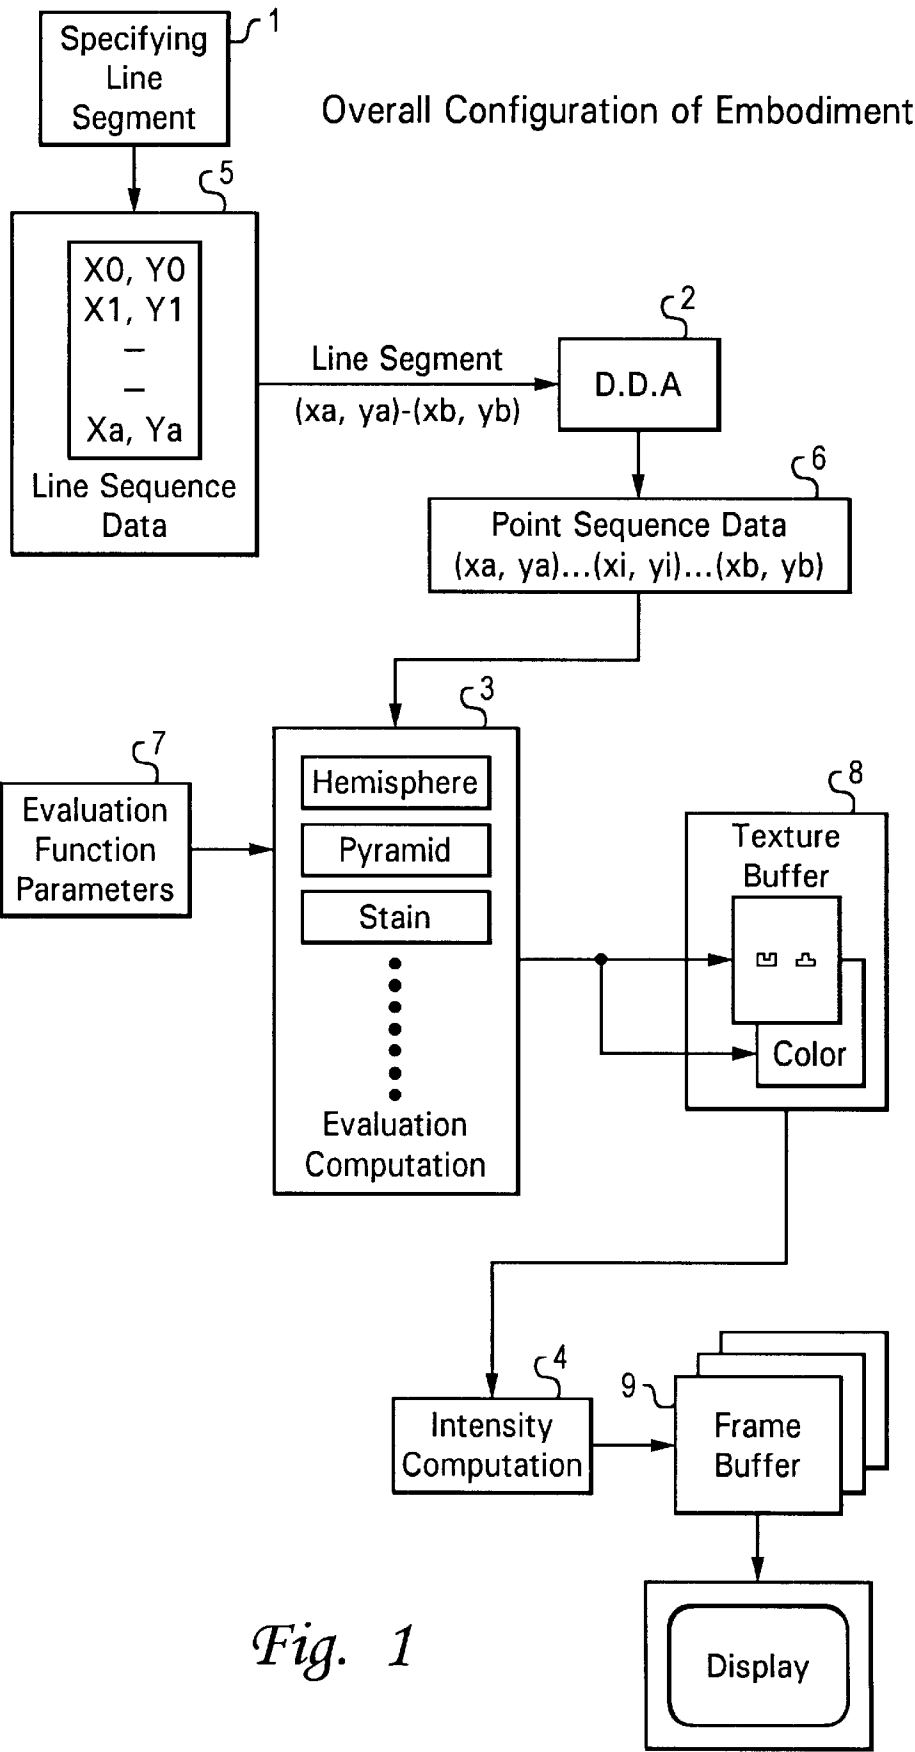 Specifying
Line
Segment
1
Overall Configuration of Embodiment
5
X0, Y0
X1, Y1
–
–
Xa, Ya
Line Sequence
Data
Line Segment
(xa, ya)-(xb, yb)
2
D.D.A
6
Point Sequence Data
(xa, ya)...(xi, yi)...(xb, yb)
3
Hemisphere
Pyramid
Stain
Evaluation
Computation
7
Evaluation
Function
Parameters
8
Texture
Buffer
凹 凸
Color
4
Intensity
Computation
9
Frame
Buffer
Display
Fig. 1